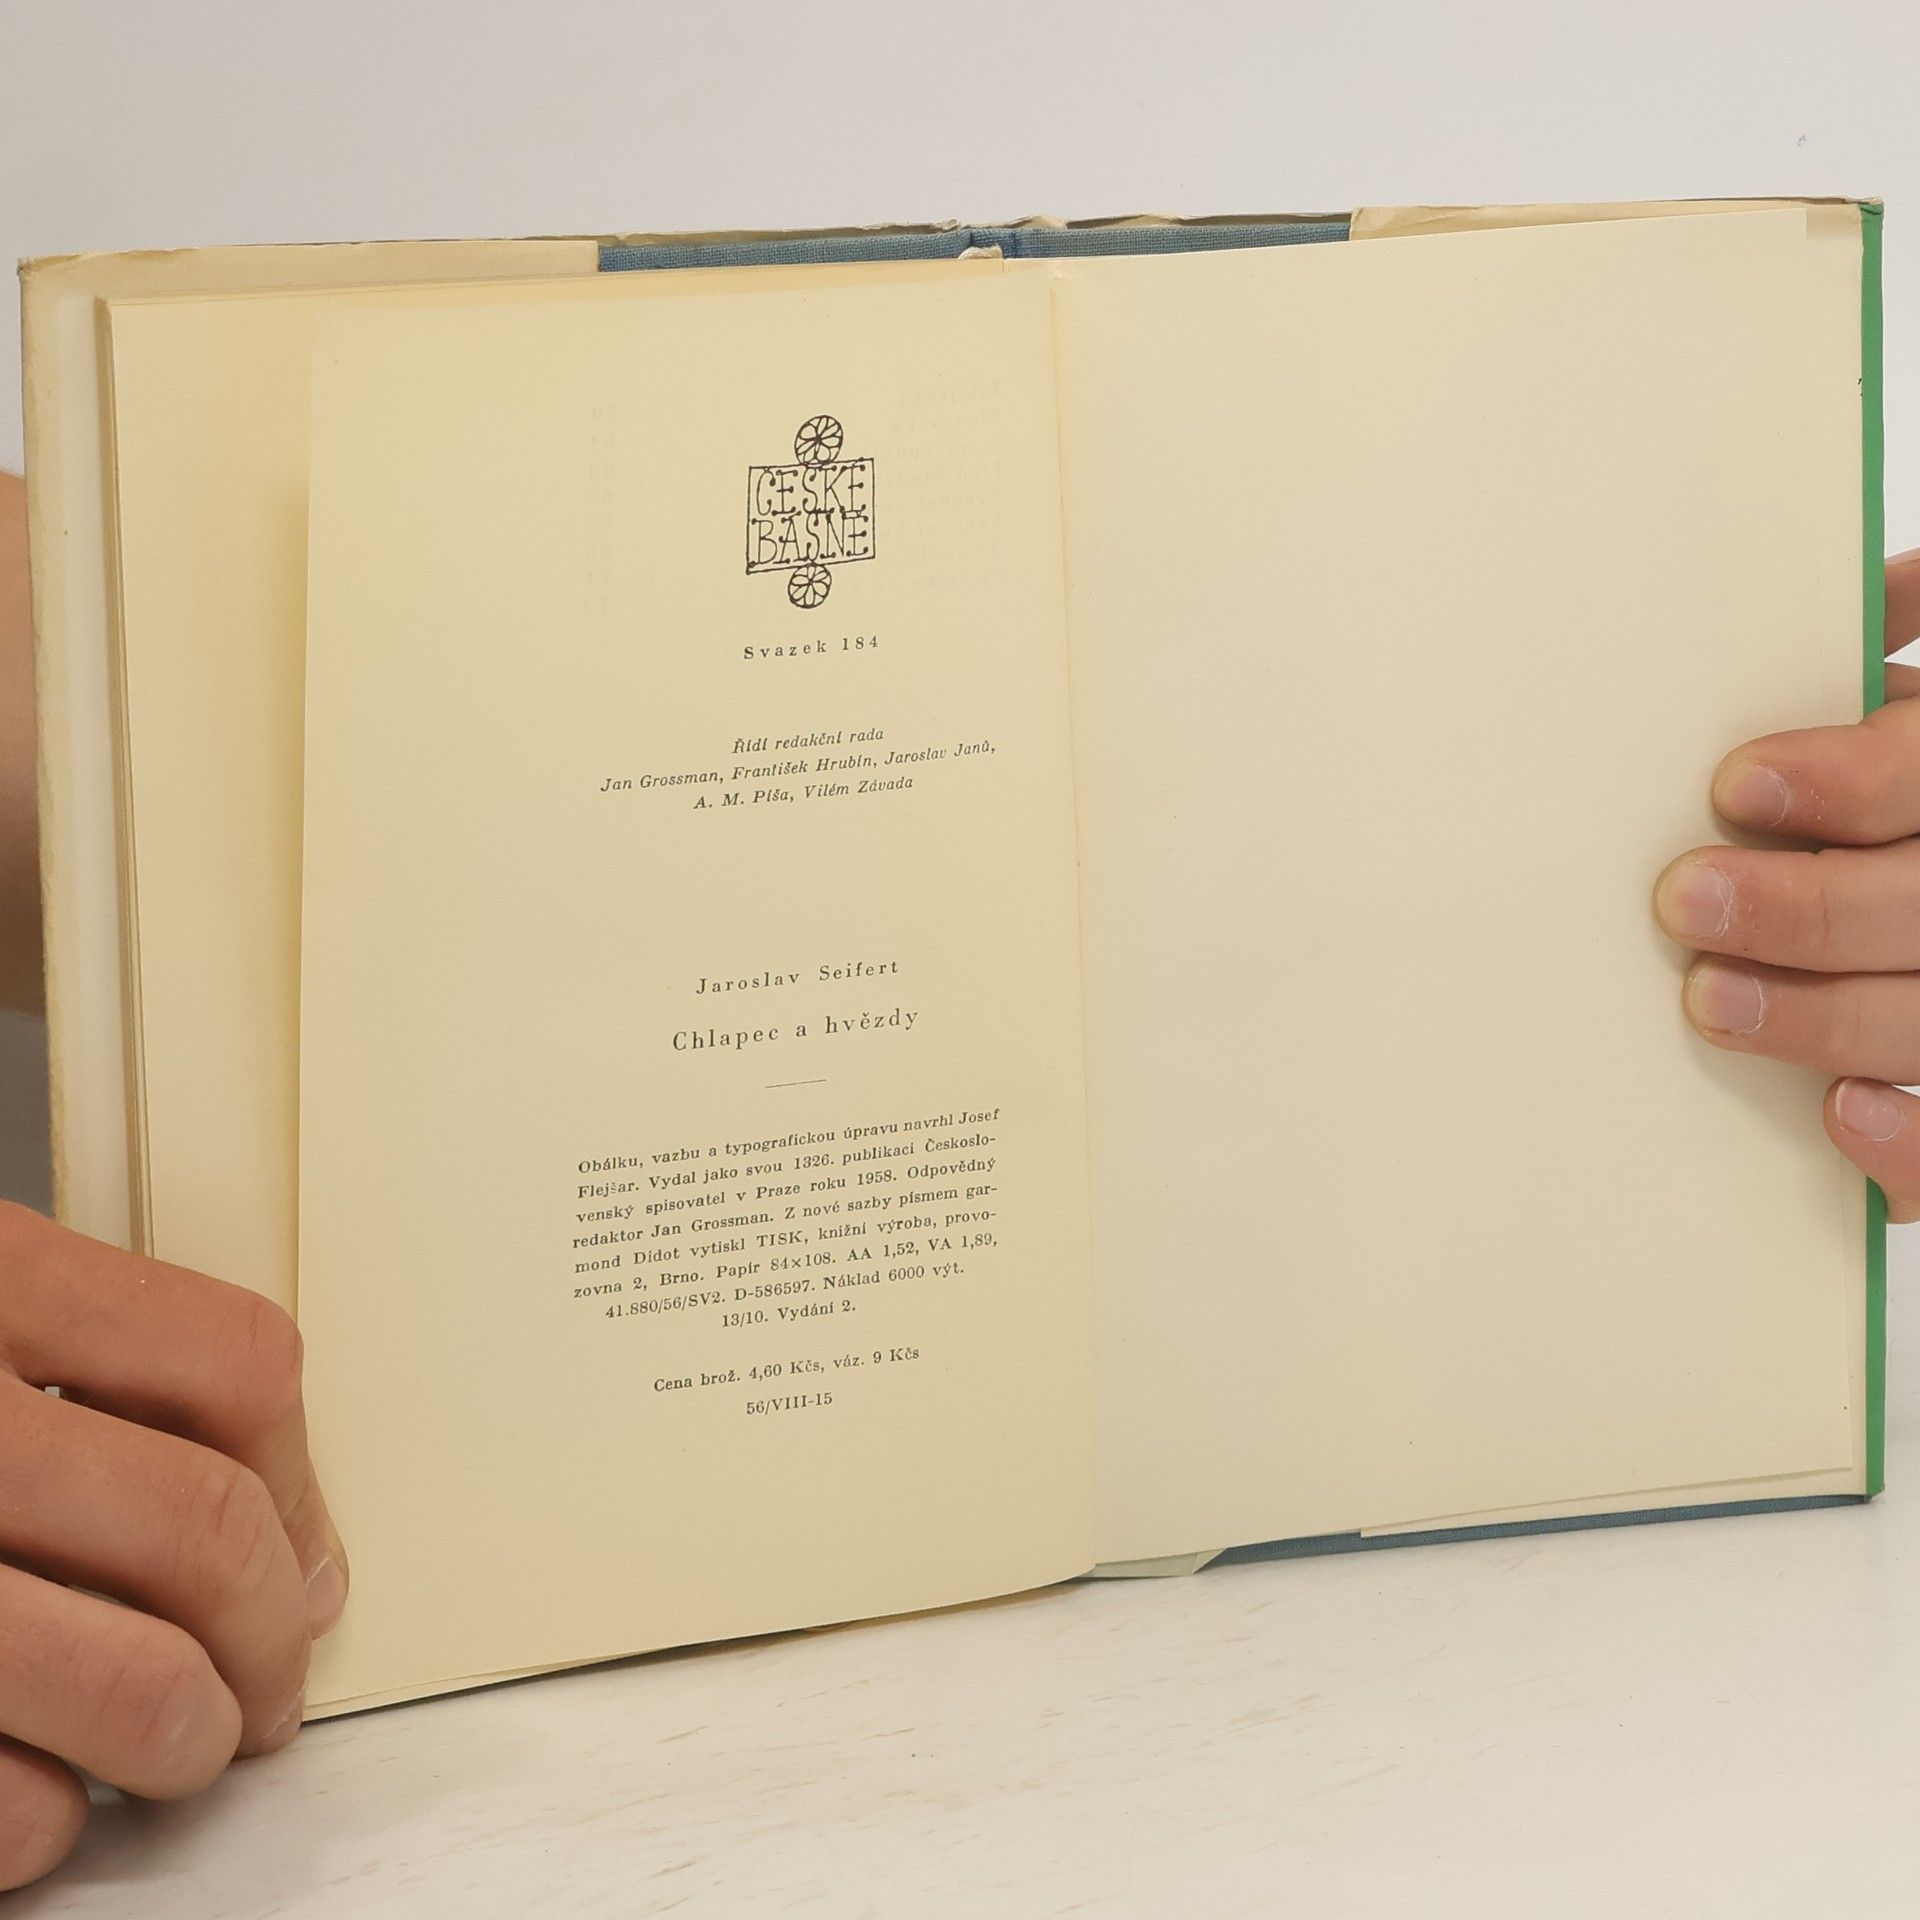 ČESKÉ
BÁSNĚ
Svazek 184
Řídí redakční rada
Jan Grossman, František Hrubín, Jaroslav Janů,
A. M. Píša, Vilém Závada
Jaroslav Seifert
Chlapec a hvězdy
Obálku, vazbu a typografickou úpravu navrhl Josef
Flejšar. Vydal jako svou 1326. publikaci Českoslo-
venský spisovatel v Praze roku 1958. Odpovědný
redaktor Jan Grossman. Z nové sazby písmem gar-
mond Didot vytiskl TISK, knižní výroba, provo-
zovna 2, Brno. Papír 84×108. AA 1,52, VA 1,89,
41.880/56/SV2. D-586597. Náklad 6000 výt.
13/10. Vydání 2.
Cena brož. 4,60 Kčs, váz. 9 Kčs
56/VIII-15